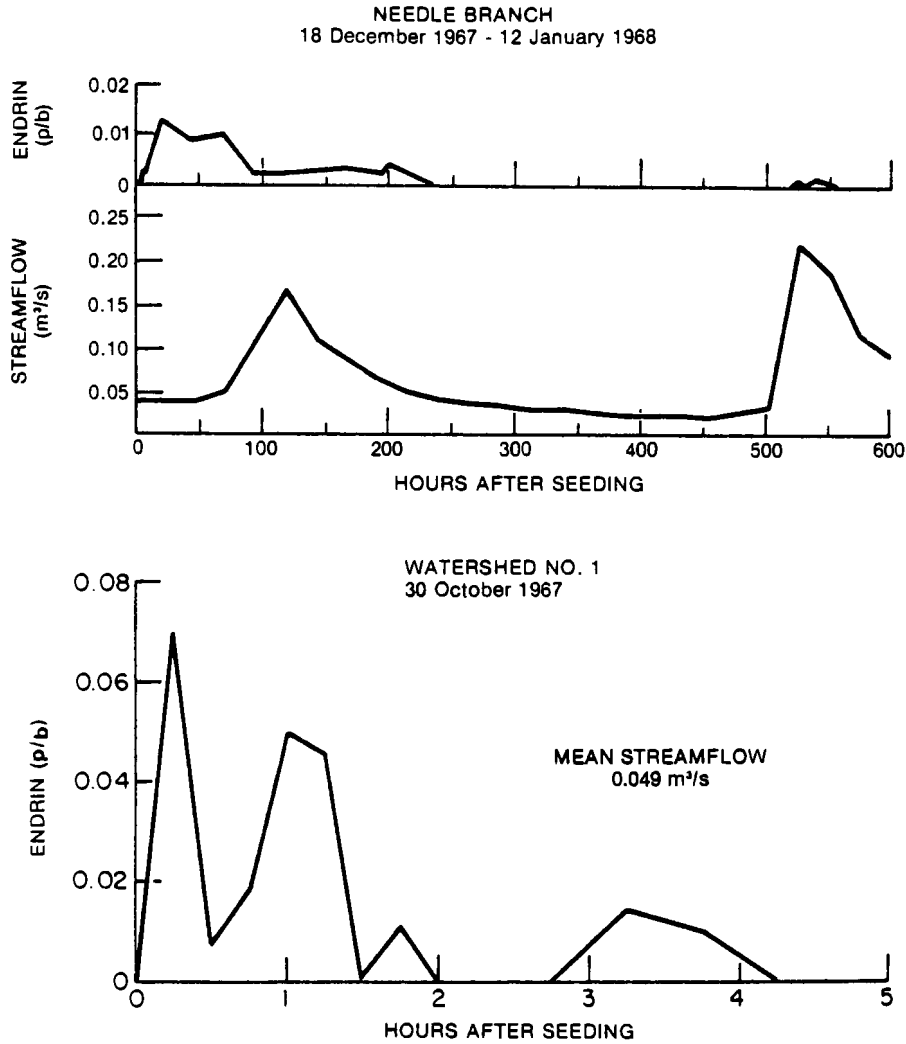 NEEDLE BRANCH
18 December 1967 - 12 January 1968
ENDRIN
(p/b)
0.02
0.01
0
STREAMFLOW
(m³/s)
0.25
0.20
0.15
0.10
0.05
0 100 200 300 400 500 600
HOURS AFTER SEEDING
WATERSHED NO. 1
30 October 1967
ENDRIN (p/b)
0.08
0.06
0.04
0.02
0
MEAN STREAMFLOW
0.049 m³/s
0 1 2 3 4 5
HOURS AFTER SEEDING